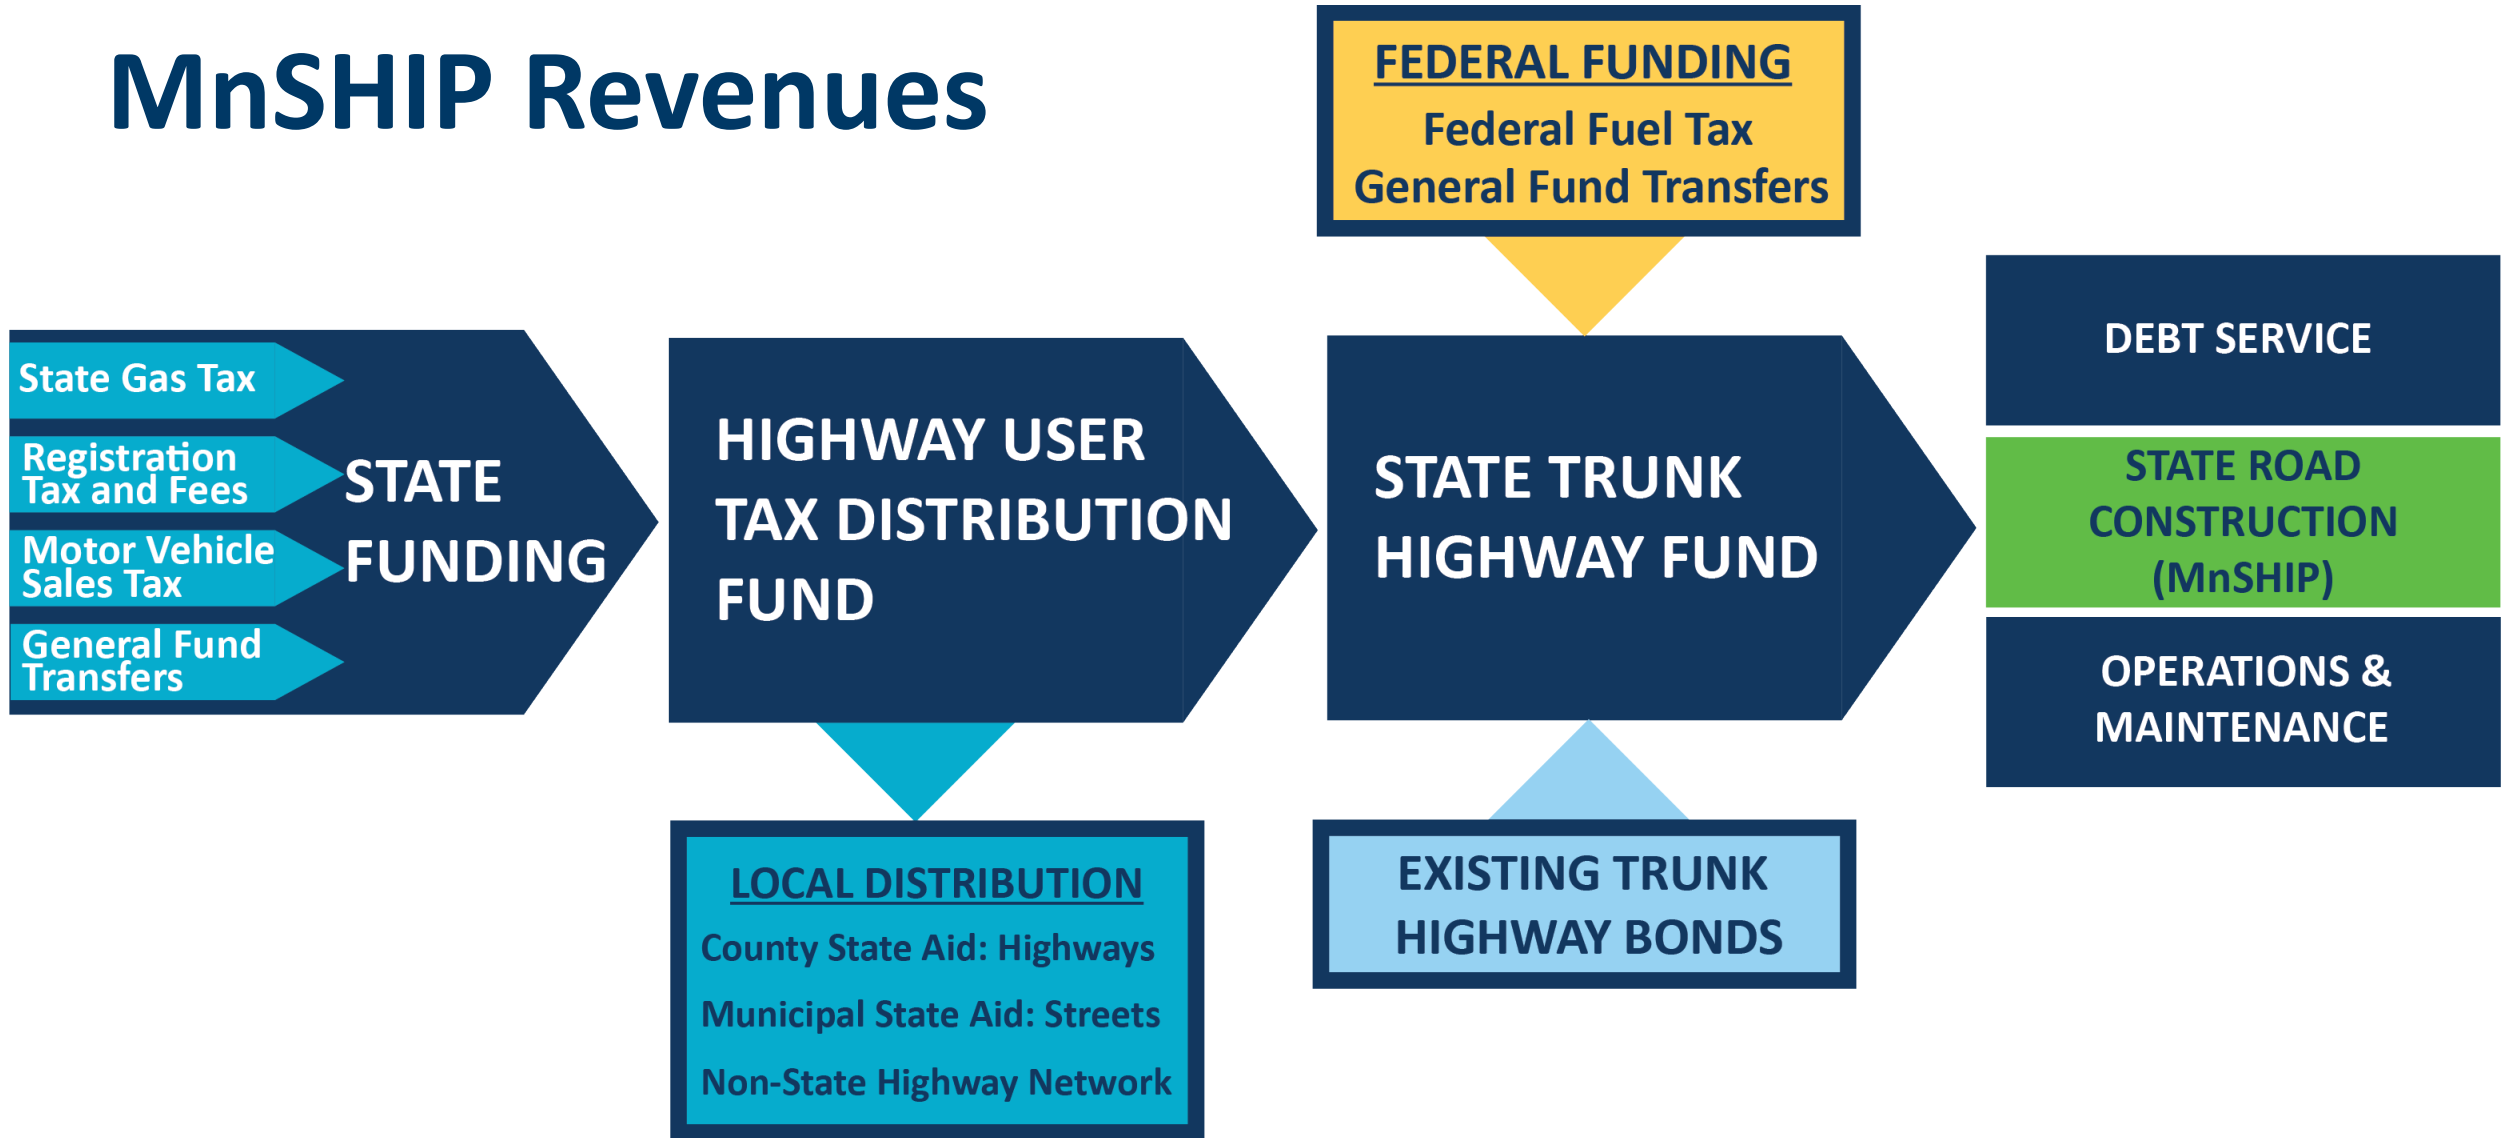 MnSHIP Revenues
FEDERAL FUNDING
Federal Fuel Tax
General Fund Transfers
State Gas Tax
Registration
Tax and Fees
Motor Vehicle
Sales Tax
General Fund
Transfers
STATE
FUNDING
HIGHWAY USER
TAX DISTRIBUTION
FUND
STATE TRUNK
HIGHWAY FUND
DEBT SERVICE
STATE ROAD
CONSTRUCTION
(MnSHIP)
OPERATIONS &
MAINTENANCE
LOCAL DISTRIBUTION
County State Aid: Highways
Municipal State Aid: Streets
Non-State Highway Network
EXISTING TRUNK
HIGHWAY BONDS